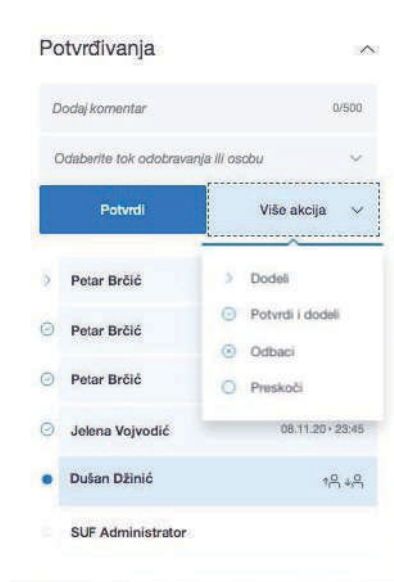 Potvrđivanja
Dodaj komentar 0/500
Odaberite tok odobravanja ili osobu
Potvrdi Više akcija
Petar Brčić
Dodeli
Petar Brčić
Potvrdi i dodeli
Odbaci
Petar Brčić
Preskoči
Jelena Vojvodić 08.11.20 • 23:45
Dušan Džinić
SUF Administrator